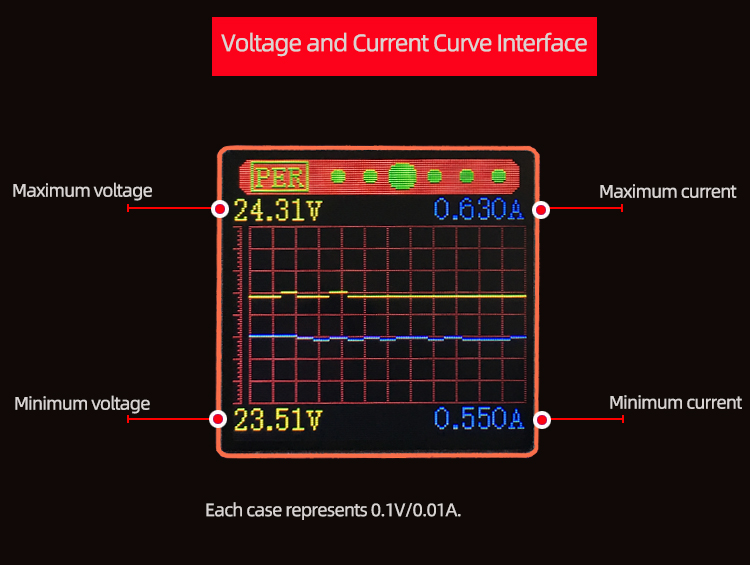 Voltage and Current Curve Interface
PER
Maximum voltage
Maximum current
24.31V
0.630A
Minimum voltage
Minimum current
23.51V
0.550A
Each case represents 0.1V/0.01A.